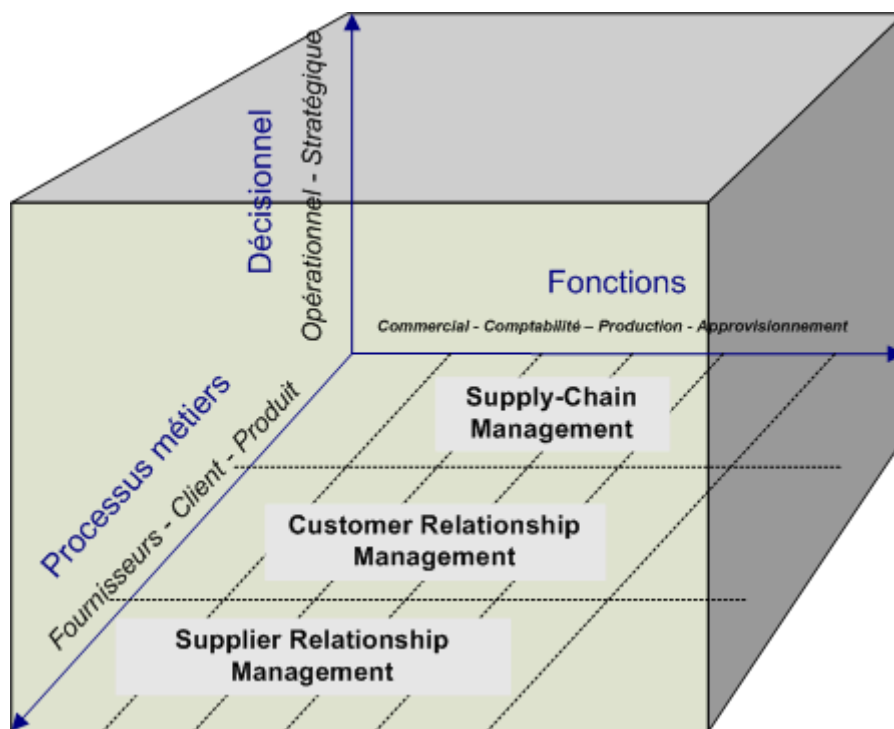 Décisionnel
Opérationnel - Stratégique
Fonctions
Commercial - Comptabilité – Production - Approvisionnement
Processus métiers
Fournisseurs - Client - Produit
Supply-Chain
Management
Customer Relationship
Management
Supplier Relationship
Management